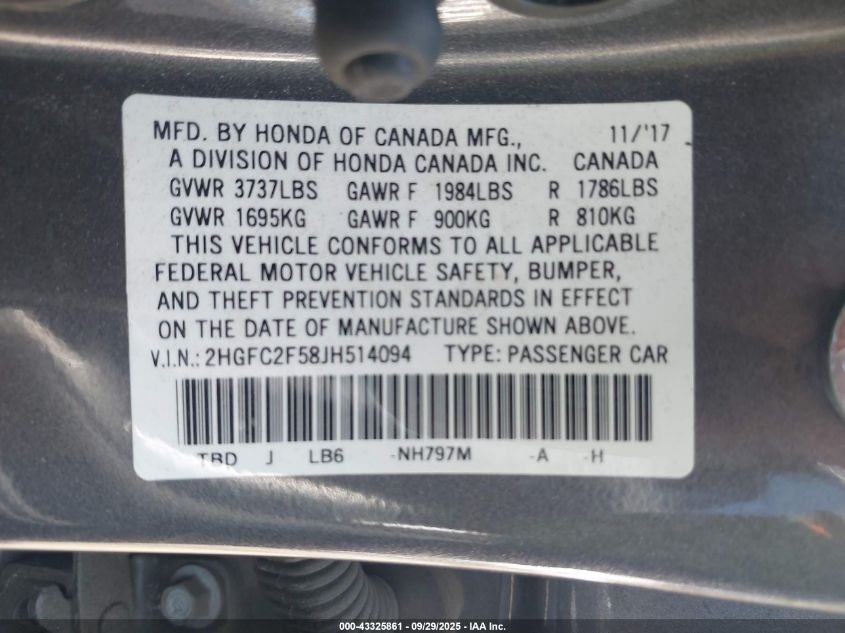 MFD. BY HONDA OF CANADA MFG., 11/'17
A DIVISION OF HONDA CANADA INC. CANADA
GVWR 3737LBS GAWR F 1984LBS R 1786LBS
GVWR 1695KG GAWR F 900KG R 810KG
THIS VEHICLE CONFORMS TO ALL APPLICABLE
FEDERAL MOTOR VEHICLE SAFETY, BUMPER,
AND THEFT PREVENTION STANDARDS IN EFFECT
ON THE DATE OF MANUFACTURE SHOWN ABOVE.
V.I.N.: 2HGFC2F58JH514094 TYPE: PASSENGER CAR
TBD J LB6 -NH797M -A -H
000-43325861 | 09/29/2025 - IAA Inc.